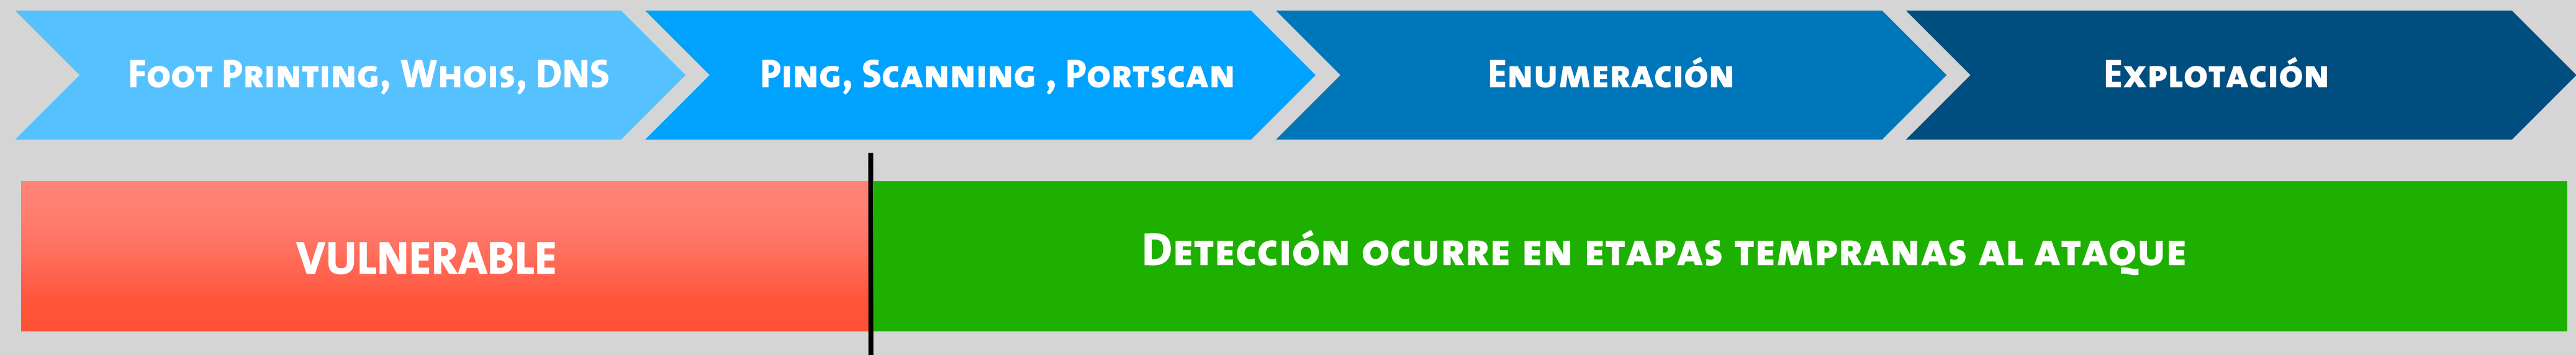 Foot Printing, Whois, DNS
Ping, Scanning , Portscan
Enumeración
Explotación
VULNERABLE
Detección ocurre en etapas tempranas al ataque